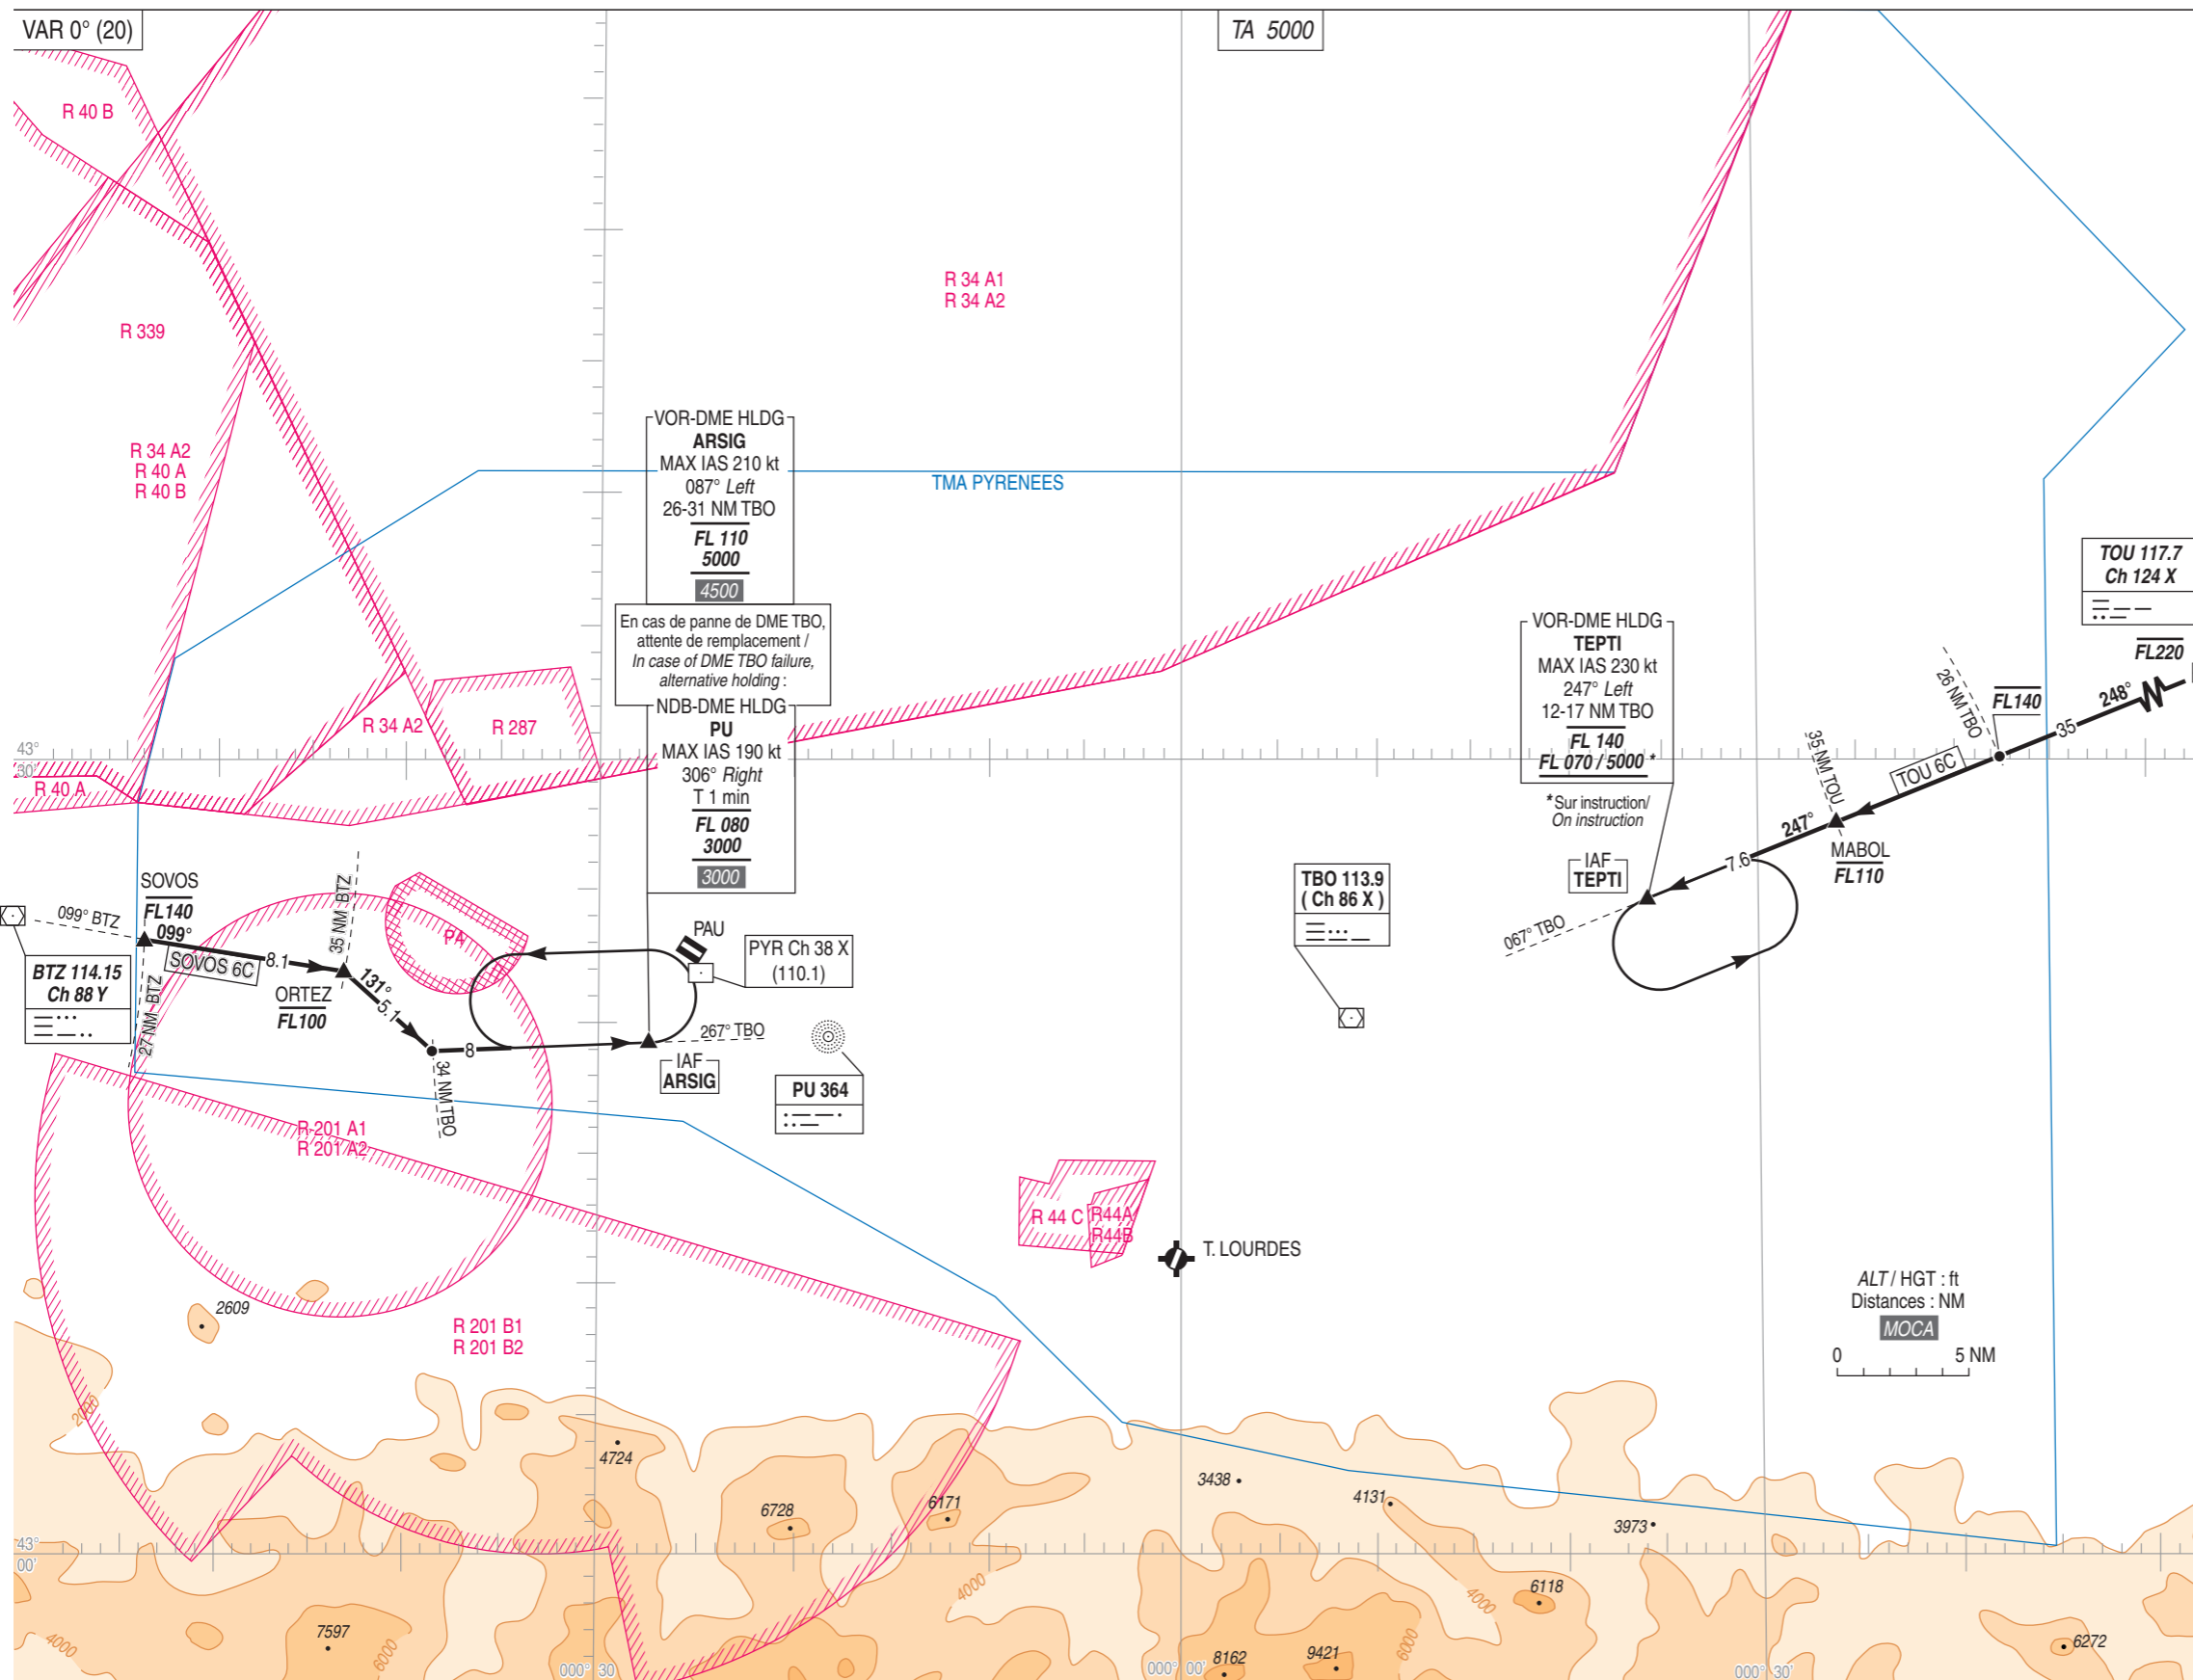 VAR 0° (20)
TA 5000
R 40 B
R 339
R 34 A1
R 34 A2
R 34 A2
R 40 A
R 40 B
VOR-DME HLDG
ARSIG
MAX IAS 210 kt
087° Left
26-31 NM TBO
FL 110
5000
4500
En cas de panne de DME TBO,
attente de remplacement /
In case of DME TBO failure,
alternative holding :
NDB-DME HLDG
PU
MAX IAS 190 kt
306° Right
T 1 min
FL 080
3000
3000
TMA PYRENEES
TOU 117.7
Ch 124 X
FL220
VOR-DME HLDG
TEPTI
MAX IAS 230 kt
247° Left
12-17 NM TBO
FL 140
FL 070 / 5000 *
* Sur instruction/
On instruction
26 NM TBO
FL140
248°
35
TOU 6C
35 NM TOU
247°
7.6
MABOL
FL110
IAF
TEPTI
067° TBO
R 34 A2
R 287
43°
30'
R 40 A
SOVOS
FL140
099° BTZ
099°
SOVOS 6C
8.1
35 NM BTZ
BTZ 114.15
Ch 88 Y
27 NM BTZ
ORTEZ
FL100
131°
5.1
P4
8
34 NM TBO
PAU
PYR Ch 38 X
(110.1)
267° TBO
IAF
ARSIG
PU 364
TBO 113.9
( Ch 86 X )
R 201 A1
R 201 A2
R 44 C
R44A
R44B
T. LOURDES
R 201 B1
R 201 B2
ALT / HGT : ft
Distances : NM
MOCA
0
5 NM
2609
2000
4724
6728
6171
3438
4131
3973
43°
00'
4000
7597
6000
000° 30
4000
000° 00'
8162
9421
6000
4000
6118
000° 30'
6272